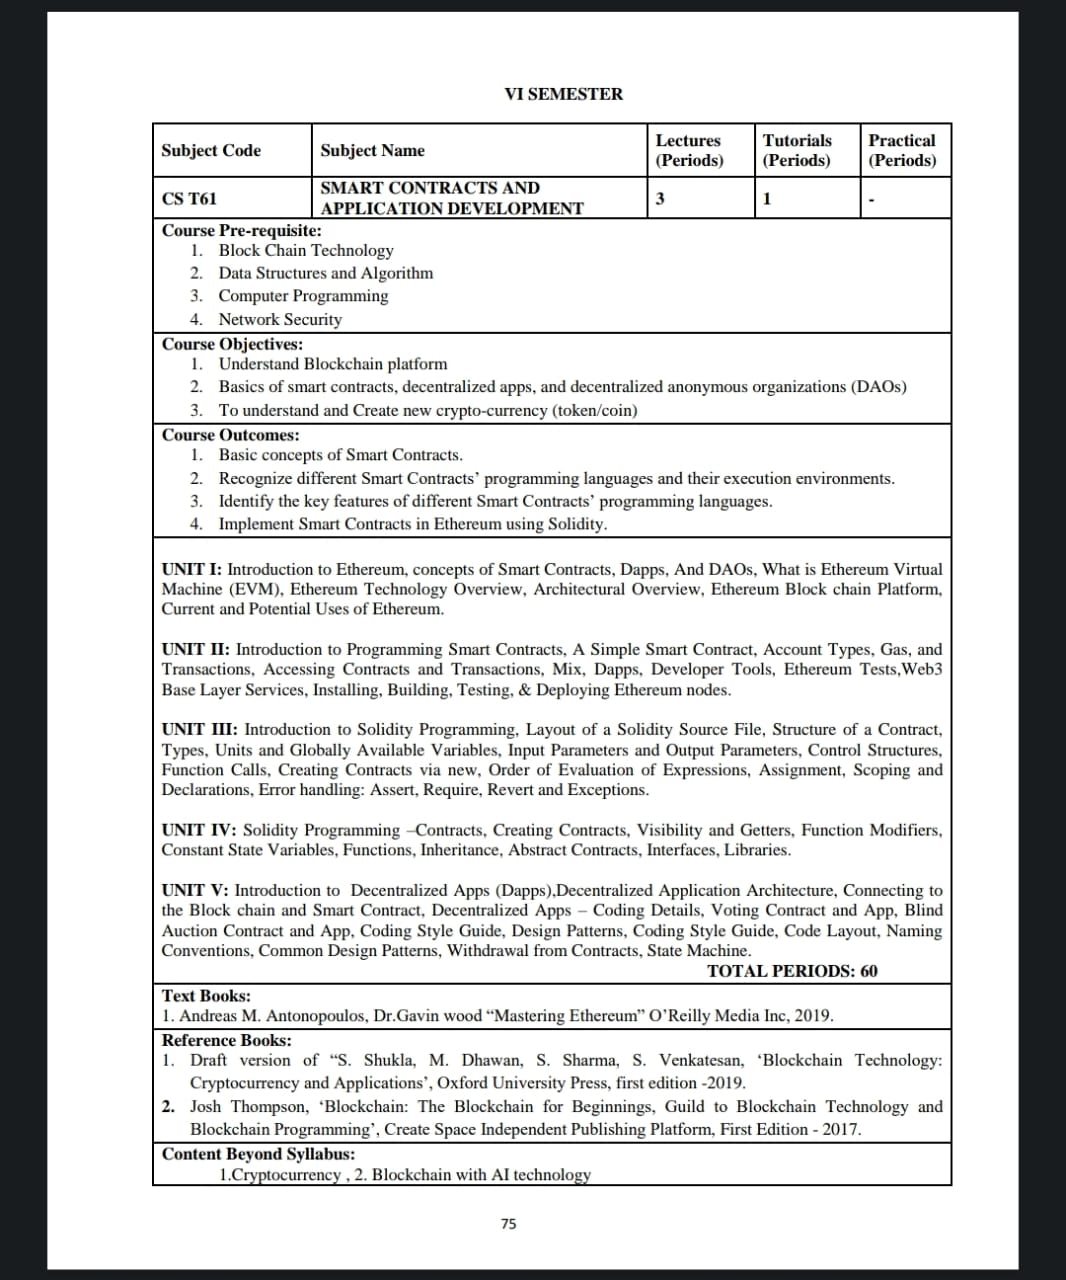 VI SEMESTER
Subject Code
Subject Name
Lectures
(Periods)
Tutorials
(Periods)
Practical
(Periods)
CS T61
SMART CONTRACTS AND
APPLICATION DEVELOPMENT
3
1
-
Course Pre-requisite:
1. Block Chain Technology
2. Data Structures and Algorithm
3. Computer Programming
4. Network Security
Course Objectives:
1. Understand Blockchain platform
2. Basics of smart contracts, decentralized apps, and decentralized anonymous organizations (DAOs)
3. To understand and Create new crypto-currency (token/coin)
Course Outcomes:
1. Basic concepts of Smart Contracts.
2. Recognize different Smart Contracts’ programming languages and their execution environments.
3. Identify the key features of different Smart Contracts’ programming languages.
4. Implement Smart Contracts in Ethereum using Solidity.
UNIT I: Introduction to Ethereum, concepts of Smart Contracts, Dapps, And DAOs, What is Ethereum Virtual
Machine (EVM), Ethereum Technology Overview, Architectural Overview, Ethereum Block chain Platform,
Current and Potential Uses of Ethereum.
UNIT II: Introduction to Programming Smart Contracts, A Simple Smart Contract, Account Types, Gas, and
Transactions, Accessing Contracts and Transactions, Mix, Dapps, Developer Tools, Ethereum Tests,Web3
Base Layer Services, Installing, Building, Testing, & Deploying Ethereum nodes.
UNIT III: Introduction to Solidity Programming, Layout of a Solidity Source File, Structure of a Contract,
Types, Units and Globally Available Variables, Input Parameters and Output Parameters, Control Structures,
Function Calls, Creating Contracts via new, Order of Evaluation of Expressions, Assignment, Scoping and
Declarations, Error handling: Assert, Require, Revert and Exceptions.
UNIT IV: Solidity Programming –Contracts, Creating Contracts, Visibility and Getters, Function Modifiers,
Constant State Variables, Functions, Inheritance, Abstract Contracts, Interfaces, Libraries.
UNIT V: Introduction to Decentralized Apps (Dapps),Decentralized Application Architecture, Connecting to
the Block chain and Smart Contract, Decentralized Apps – Coding Details, Voting Contract and App, Blind
Auction Contract and App, Coding Style Guide, Design Patterns, Coding Style Guide, Code Layout, Naming
Conventions, Common Design Patterns, Withdrawal from Contracts, State Machine.
TOTAL PERIODS: 60
Text Books:
1. Andreas M. Antonopoulos, Dr.Gavin wood “Mastering Ethereum” O’Reilly Media Inc, 2019.
Reference Books:
1. Draft version of “S. Shukla, M. Dhawan, S. Sharma, S. Venkatesan, ‘Blockchain Technology:
Cryptocurrency and Applications’, Oxford University Press, first edition -2019.
2. Josh Thompson, ‘Blockchain: The Blockchain for Beginnings, Guild to Blockchain Technology and
Blockchain Programming’, Create Space Independent Publishing Platform, First Edition - 2017.
Content Beyond Syllabus:
1.Cryptocurrency , 2. Blockchain with AI technology
75